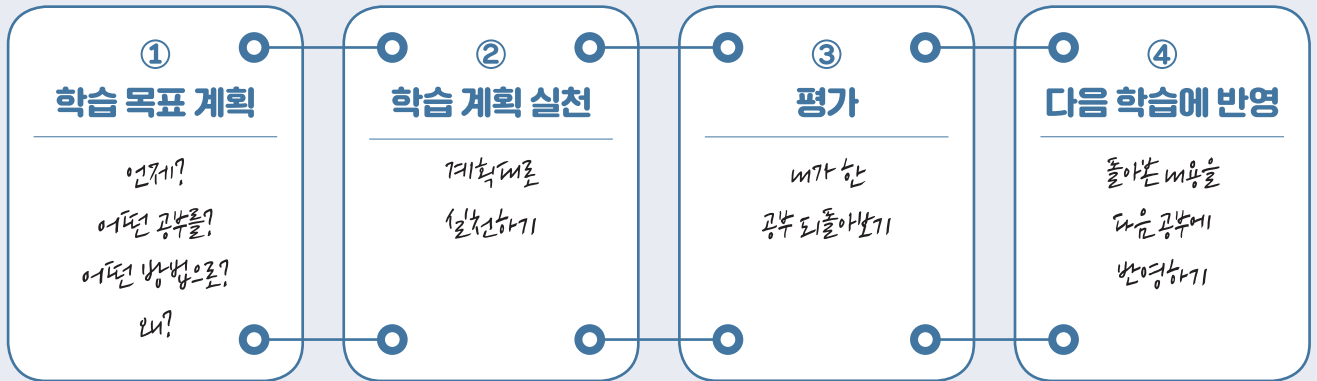 ①
학습 목표 계획
언제?
어떤 공부를?
어떤 방법으로?
왜?
②
학습 계획 실천
계획대로
실천하기
③
평가
내가 한
공부 되돌아보기
④
다음 학습에 반영
돌아본 내용을
다음 공부에
반영하기